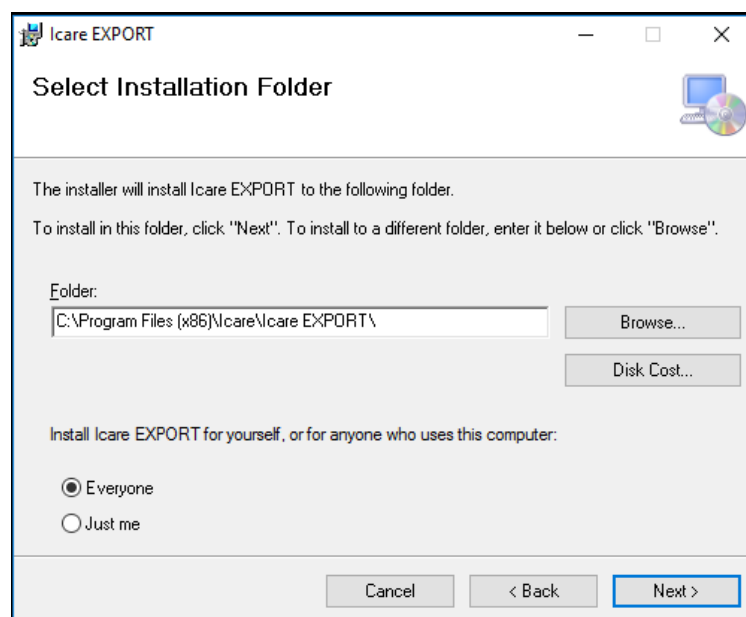 Icare EXPORT
Select Installation Folder
The installer will install Icare EXPORT to the following folder.
To install in this folder, click "Next". To install to a different folder, enter it below or click "Browse".
Folder:
C:\Program Files (x86)\Icare\Icare EXPORT\
Browse...
Disk Cost...
Install Icare EXPORT for yourself, or for anyone who uses this computer:
Everyone
Just me
Cancel
< Back
Next >